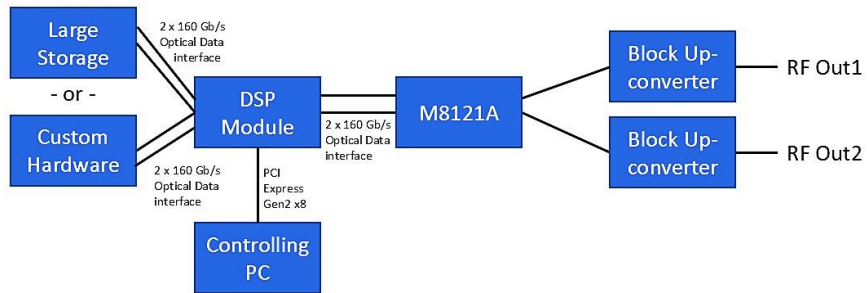 Large
Storage
2 x 160 Gb/s
Optical Data
interface
- or -
Custom
Hardware
2 x 160 Gb/s
Optical Data
interface
DSP
Module
2 x 160 Gb/s
Optical Data
interface
PCI
Express
Gen2 x8
Controlling
PC
M8121A
Block Up-
converter
RF Out1
Block Up-
converter
RF Out2